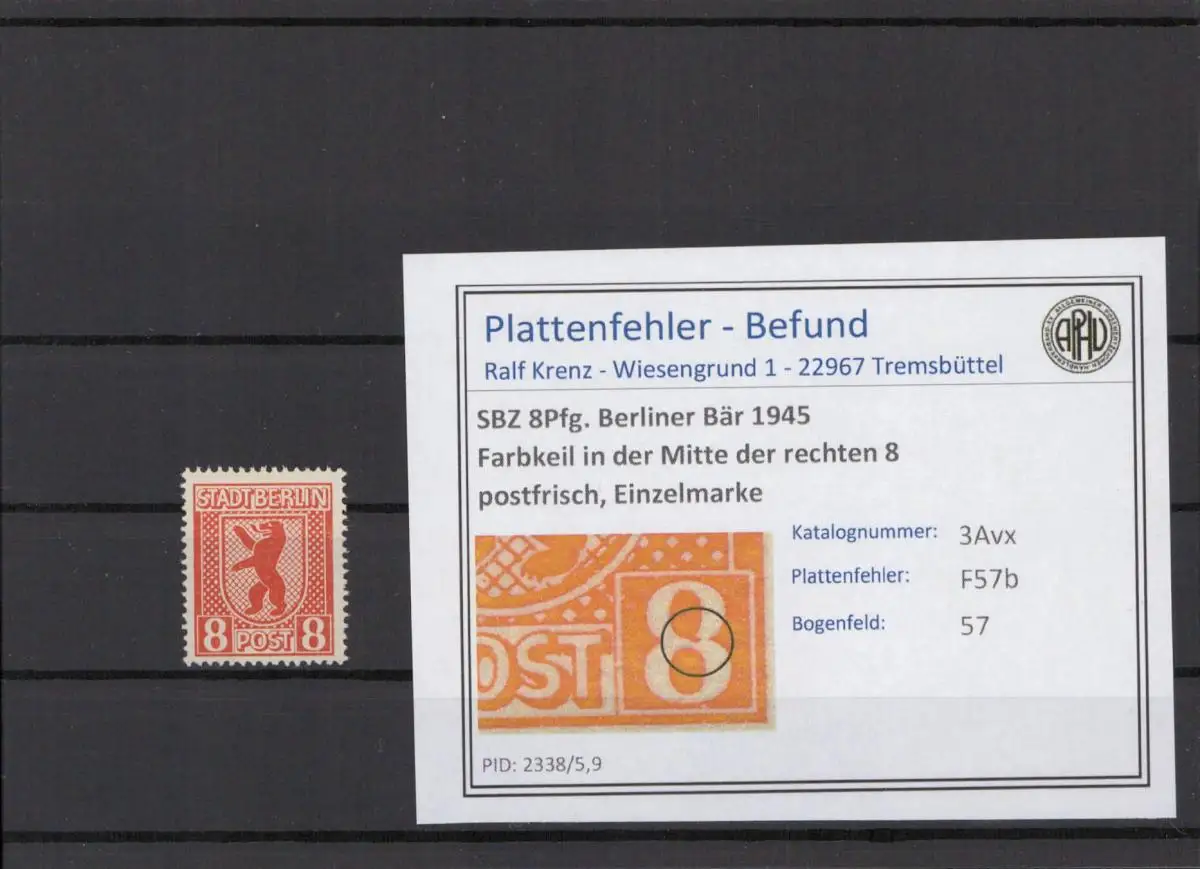 STADT BERLIN
8 POST 8
Plattenfehler - Befund
Ralf Krenz - Wiesengrund 1 - 22967 Tremsbüttel
APHV
SBZ 8Pfg. Berliner Bär 1945
Farbkeil in der Mitte der rechten 8
postfrisch, Einzelmarke
OST 8
Katalognummer: 3Avx
Plattenfehler: F57b
Bogenfeld: 57
PID: 2338/5,9